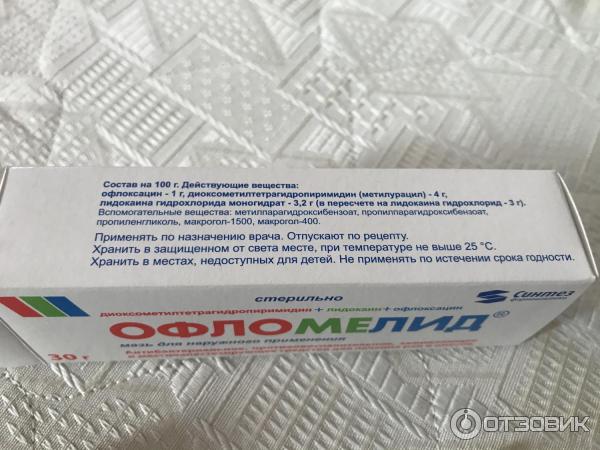 Состав на 100 г. Действующие вещества:
офлоксацин - 1 г, диоксометилтетрагидропиримидин (метилурацил) - 4 г,
лидокаина гидрохлорида моногидрат - 3,2 г (в пересчете на лидокаина гидрохлорид - 3 г).
Вспомогательные вещества: метилпарагидроксибензоат, пропилпарагидроксибензоат,
пропиленгликоль, макрогол-1500, макрогол-400.
Применять по назначению врача. Отпускают по рецепту.
Хранить в защищенном от света месте, при температуре не выше 25 °С.
Хранить в местах, недоступных для детей. Не применять по истечении срока годности.
стерильно
Синтез
диоксометилтетрагидропиримидин + лидокаин + офлоксацин
ОФЛОМЕЛИД®
мазь для наружного применения
30 г
Антибактериальное,
ОТЗОВИК